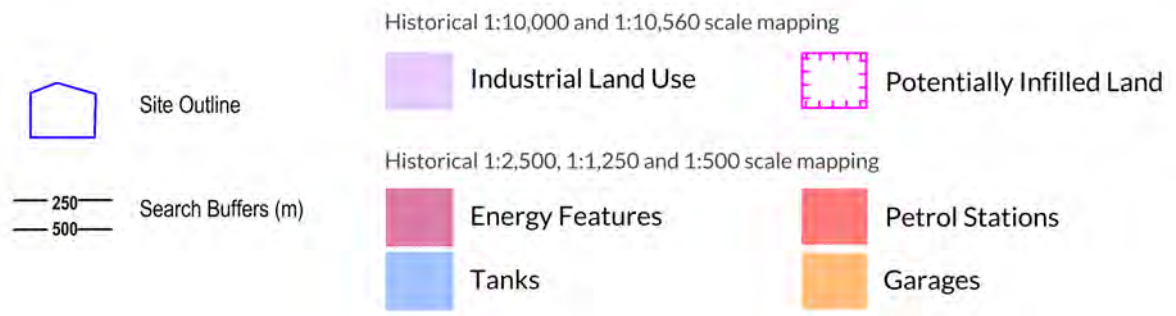 Historical 1:10,000 and 1:10,560 scale mapping
Site Outline
Industrial Land Use
Potentially Infilled Land
Historical 1:2,500, 1:1,250 and 1:500 scale mapping
250
500
Search Buffers (m)
Energy Features
Petrol Stations
Tanks
Garages